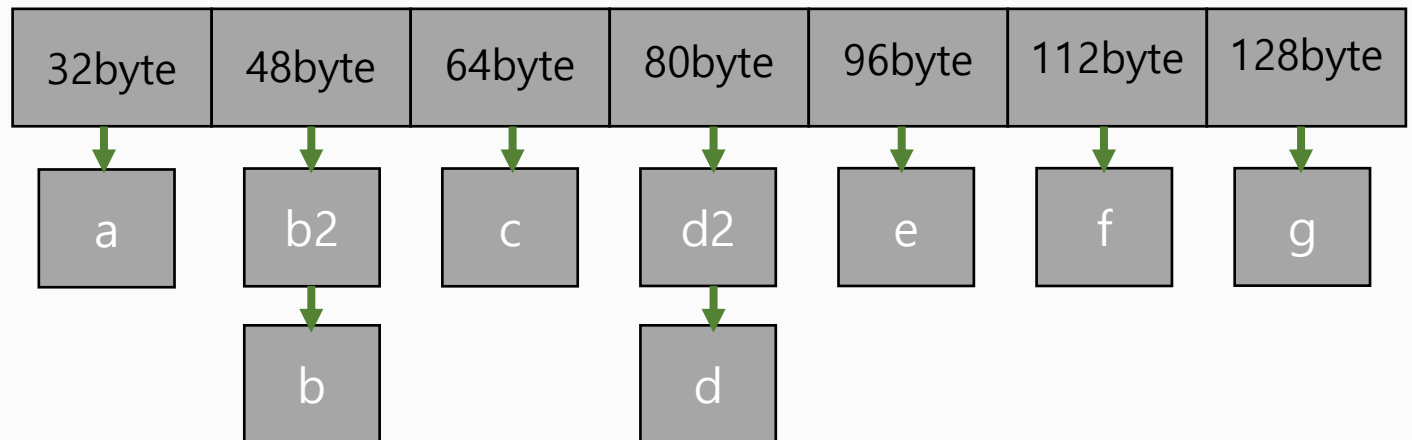 32byte 48byte 64byte 80byte 96byte 112byte 128byte
a b2 c d2 e f g
b d